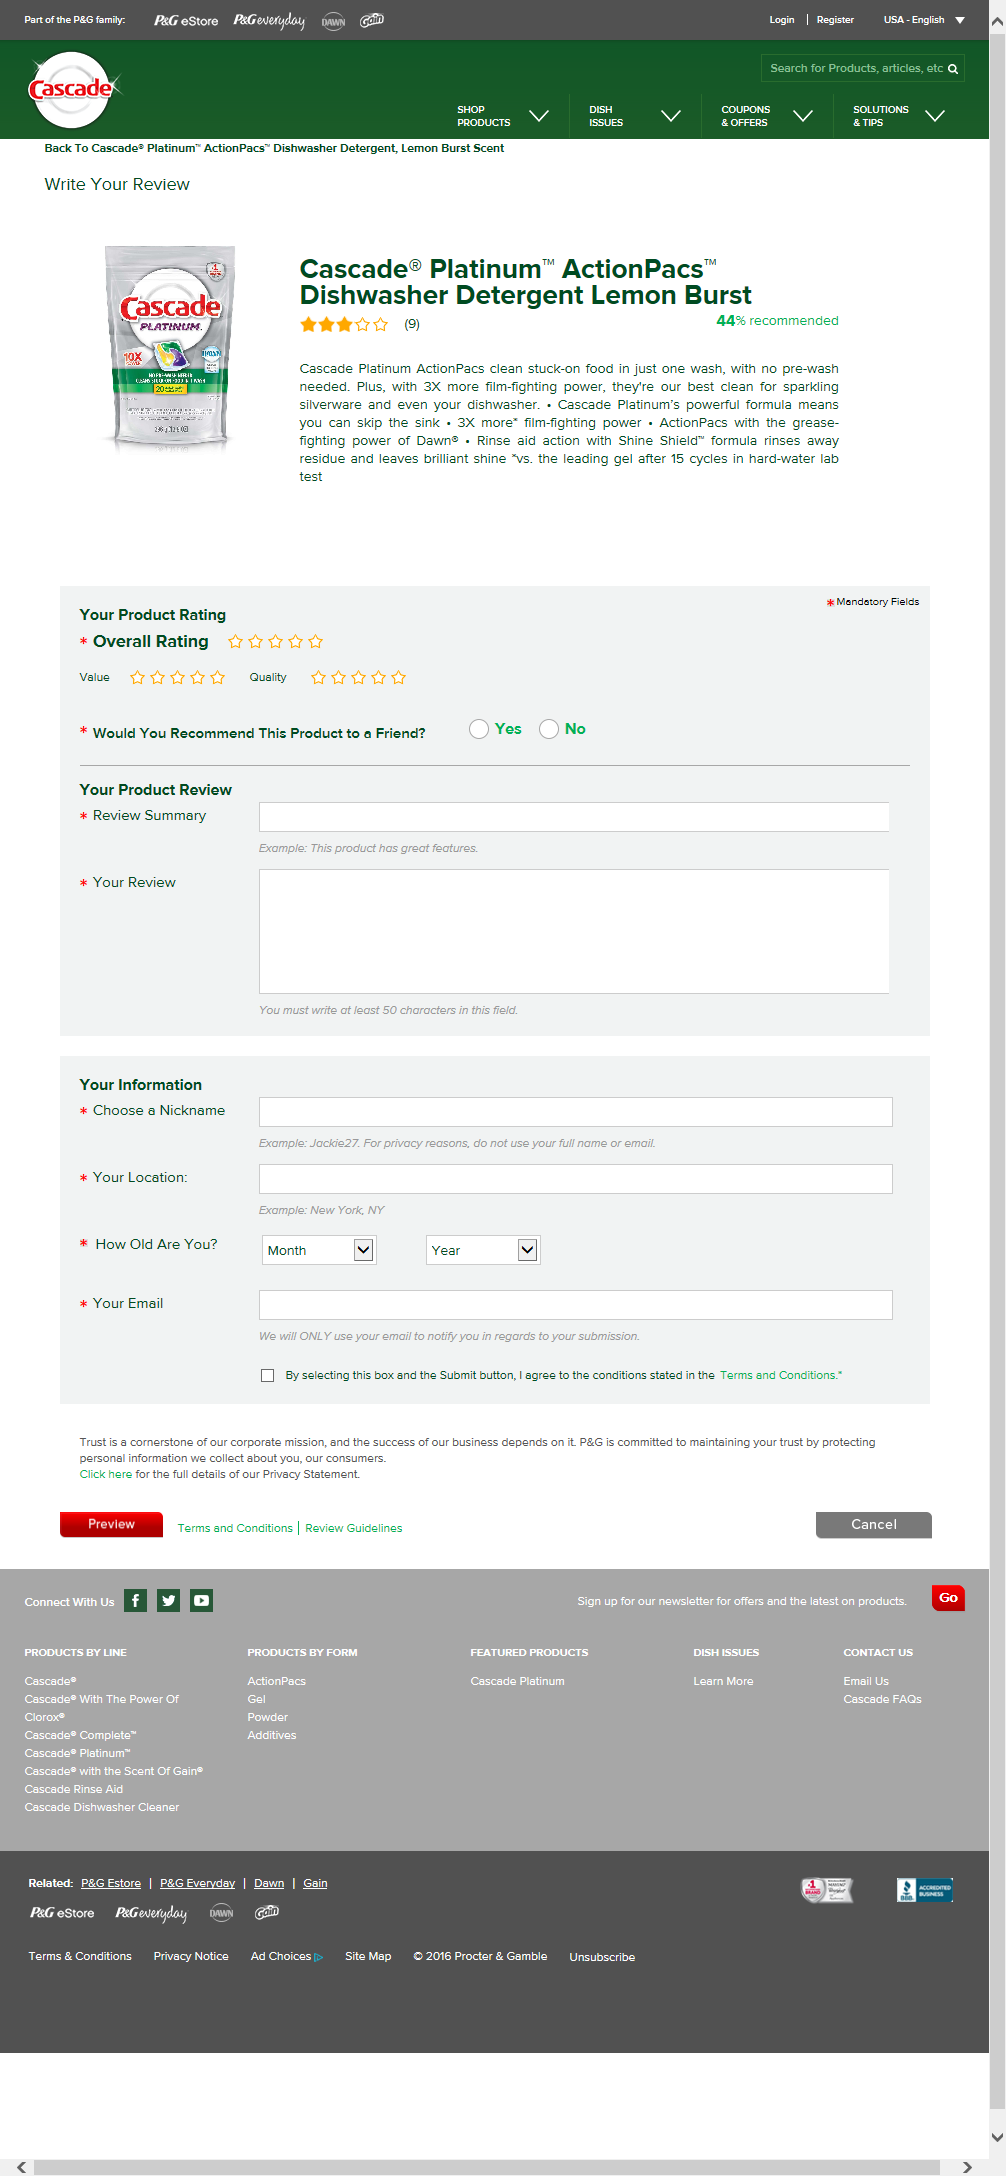 Part of the P&G family: P&G eStore P&G everyday DAWN Gain Login | Register USA - English
Cascade
Search for Products, articles, etc
SHOP PRODUCTS
DISH ISSUES
COUPONS & OFFERS
SOLUTIONS & TIPS
Back To Cascade® Platinum™ ActionPacs™ Dishwasher Detergent, Lemon Burst Scent
Write Your Review
Cascade
PLATINUM
10X
Cascade® Platinum™ ActionPacs™
Dishwasher Detergent Lemon Burst
(9) 44% recommended
Cascade Platinum ActionPacs clean stuck-on food in just one wash, with no pre-wash
needed. Plus, with 3X more film-fighting power, they're our best clean for sparkling
silverware and even your dishwasher. • Cascade Platinum's powerful formula means
you can skip the sink • 3X more* film-fighting power • ActionPacs with the grease-
fighting power of Dawn® • Rinse aid action with Shine Shield™ formula rinses away
residue and leaves brilliant shine *vs. the leading gel after 15 cycles in hard-water lab
test
* Mandatory Fields
Your Product Rating
* Overall Rating
Value Quality
* Would You Recommend This Product to a Friend? Yes No
Your Product Review
* Review Summary
Example: This product has great features.
* Your Review
You must write at least 50 characters in this field.
Your Information
* Choose a Nickname
Example: Jackie27. For privacy reasons, do not use your full name or email.
* Your Location:
Example: New York, NY
* How Old Are You? Month Year
* Your Email
We will ONLY use your email to notify you in regards to your submission.
By selecting this box and the Submit button, I agree to the conditions stated in the Terms and Conditions.*
Trust is a cornerstone of our corporate mission, and the success of our business depends on it. P&G is committed to maintaining your trust by protecting
personal information we collect about you, our consumers.
Click here for the full details of our Privacy Statement.
Preview Terms and Conditions | Review Guidelines Cancel
Connect With Us Sign up for our newsletter for offers and the latest on products. Go
PRODUCTS BY LINE
Cascade®
Cascade® With The Power Of
Clorox®
Cascade® Complete™
Cascade® Platinum™
Cascade® with the Scent Of Gain®
Cascade Rinse Aid
Cascade Dishwasher Cleaner
PRODUCTS BY FORM
ActionPacs
Gel
Powder
Additives
FEATURED PRODUCTS
Cascade Platinum
DISH ISSUES
Learn More
CONTACT US
Email Us
Cascade FAQs
Related: P&G Estore | P&G Everyday | Dawn | Gain
P&G eStore P&G everyday DAWN Gain
#1 BRAND
BBB ACCREDITED BUSINESS
Terms & Conditions Privacy Notice Ad Choices Site Map © 2016 Procter & Gamble Unsubscribe